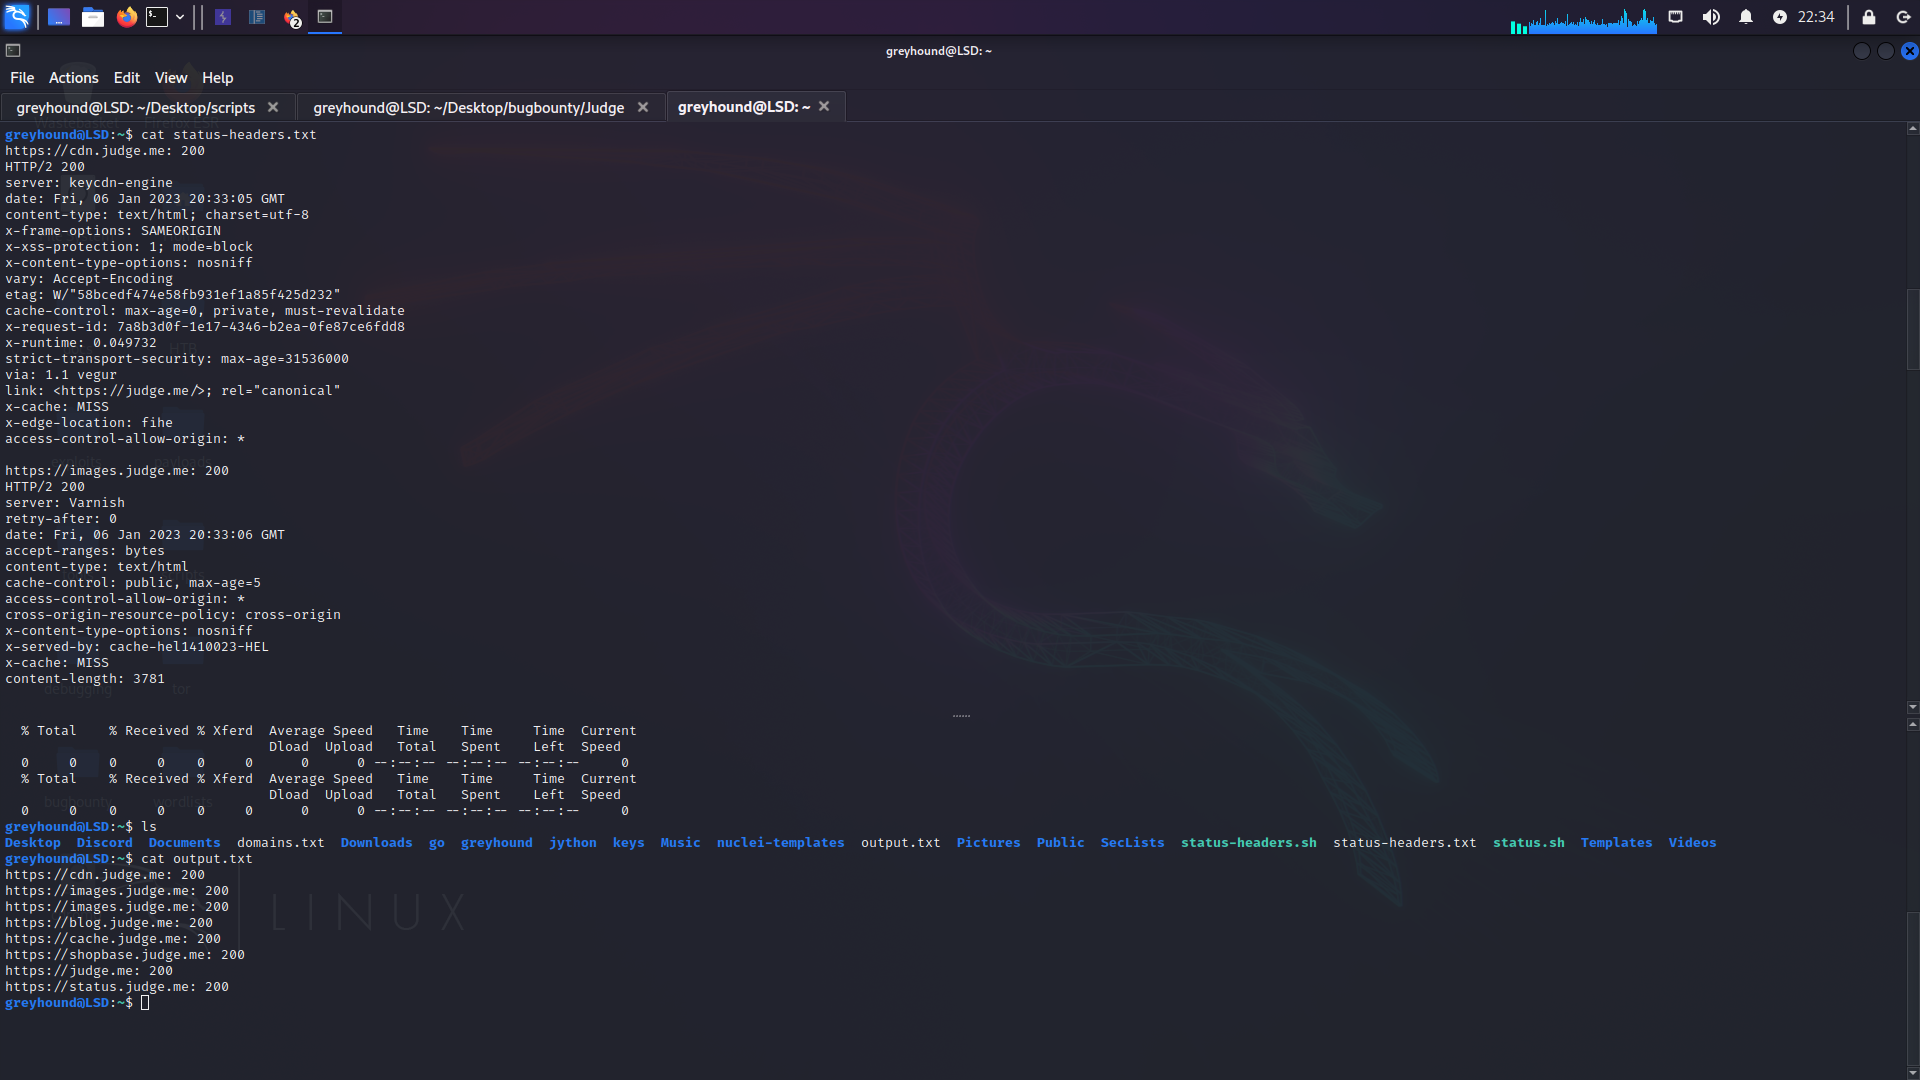 2
22:34
greyhound@LSD: ~
File Actions Edit View Help
greyhound@LSD: ~/Desktop/scripts
greyhound@LSD: ~/Desktop/bugbounty/Judge
greyhound@LSD: ~
greyhound@LSD:~$ cat status-headers.txt
https://cdn.judge.me: 200
HTTP/2 200
server: keycdn-engine
date: Fri, 06 Jan 2023 20:33:05 GMT
content-type: text/html; charset=utf-8
x-frame-options: SAMEORIGIN
x-xss-protection: 1; mode=block
x-content-type-options: nosniff
vary: Accept-Encoding
etag: W/"58bcedf474e58fb931ef1a85f425d232"
cache-control: max-age=0, private, must-revalidate
x-request-id: 7a8b3d0f-1e17-4346-b2ea-0fe87ce6fdd8
x-runtime: 0.049732
strict-transport-security: max-age=31536000
via: 1.1 vegur
link: <https://judge.me/>; rel="canonical"
x-cache: MISS
x-edge-location: fihe
access-control-allow-origin: *
https://images.judge.me: 200
HTTP/2 200
server: Varnish
retry-after: 0
date: Fri, 06 Jan 2023 20:33:06 GMT
accept-ranges: bytes
content-type: text/html
cache-control: public, max-age=5
access-control-allow-origin: *
cross-origin-resource-policy: cross-origin
x-content-type-options: nosniff
x-served-by: cache-hel1410023-HEL
x-cache: MISS
content-length: 3781
debugging tor
% Total % Received % Xferd Average Speed Time Time Time Current
Dload Upload Total Spent Left Speed
0 0 0 0 0 0 0 0 --:--:-- --:--:-- --:--:-- 0
% Total % Received % Xferd Average Speed Time Time Time Current
Dload Upload Total Spent Left Speed
bugbounty wordlists
0 0 0 0 0 0 0 0 --:--:-- --:--:-- --:--:-- 0
greyhound@LSD:~$ ls
Desktop Discord Documents domains.txt Downloads go greyhound jython keys Music nuclei-templates output.txt Pictures Public SecLists status-headers.sh status-headers.txt status.sh Templates Videos
greyhound@LSD:~$ cat output.txt
https://cdn.judge.me: 200
https://images.judge.me: 200
https://images.judge.me: 200
https://blog.judge.me: 200
https://cache.judge.me: 200
https://shopbase.judge.me: 200
https://judge.me: 200
https://status.judge.me: 200
greyhound@LSD:~$
LINUX